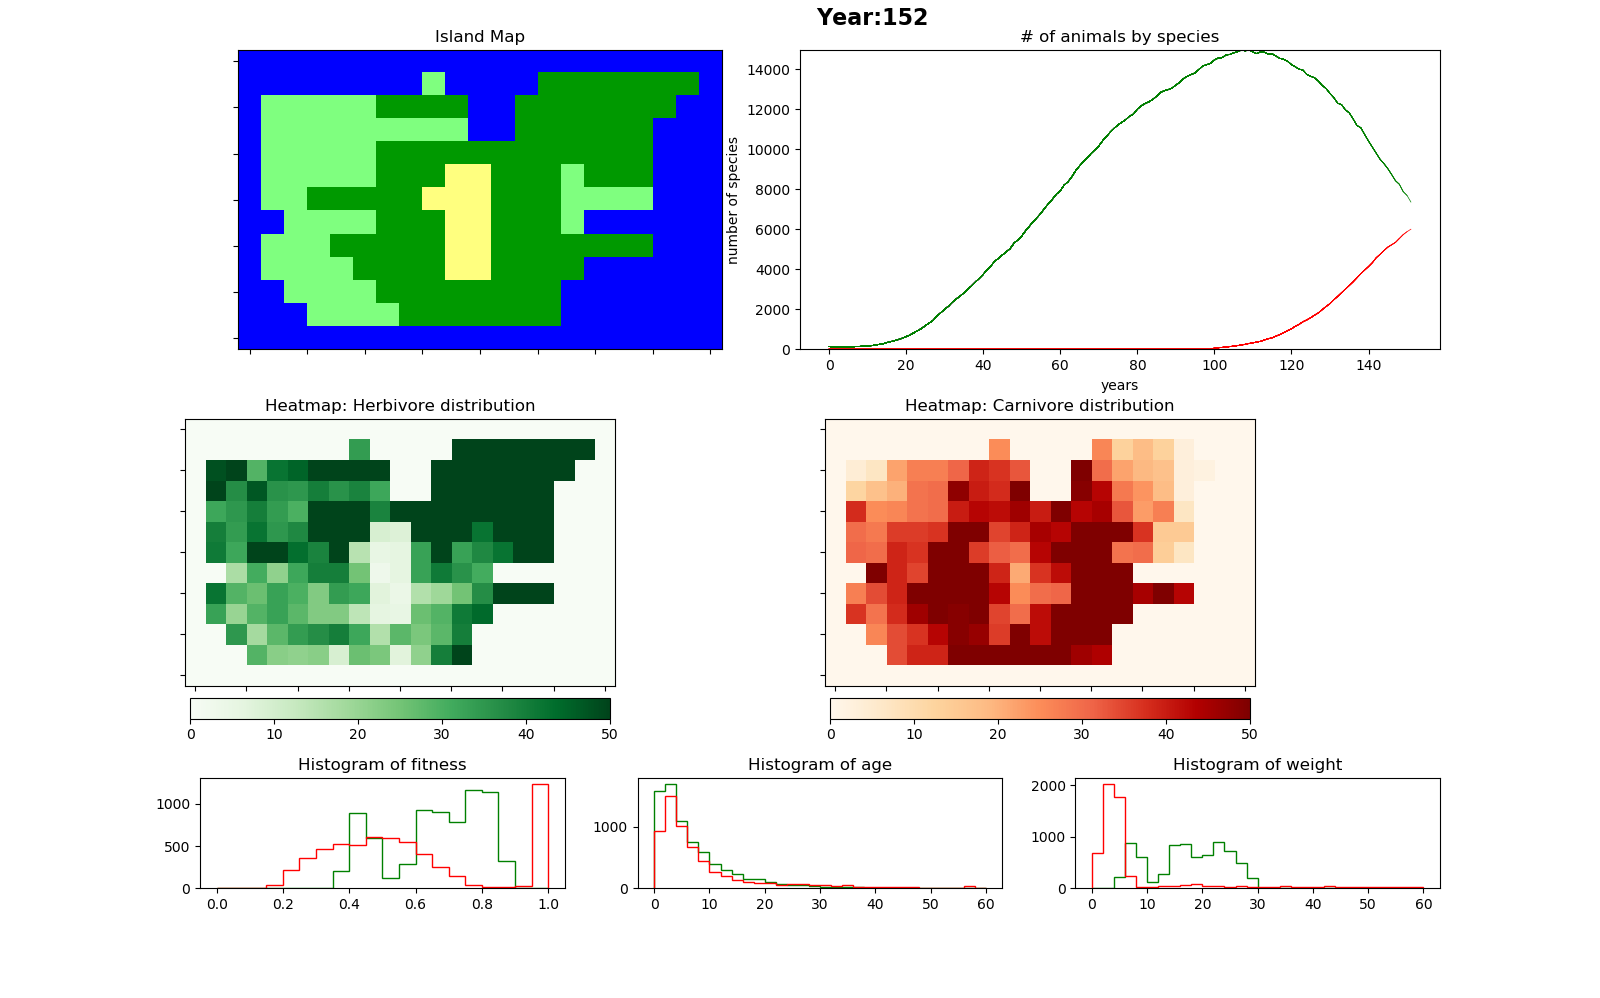 Year:152
Island Map
# of animals by species
number of species
14000
12000
10000
8000
6000
4000
2000
0
0 20 40 60 80 100 120 140
years
Heatmap: Herbivore distribution
Heatmap: Carnivore distribution
0 10 20 30 40 50
0 10 20 30 40 50
Histogram of fitness
1000
500
0
0.0 0.2 0.4 0.6 0.8 1.0
Histogram of age
1000
0
0 10 20 30 40 50 60
Histogram of weight
2000
1000
0
0 10 20 30 40 50 60